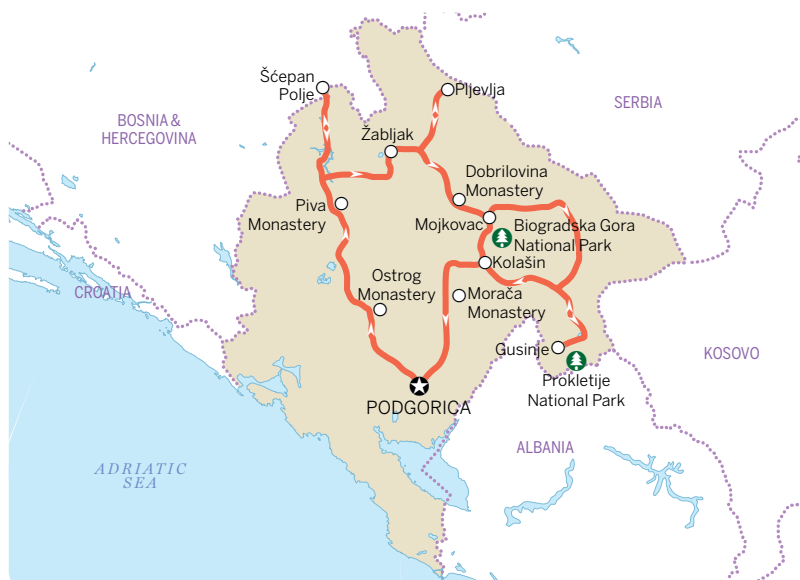 Šćepan
Polje
Pljevlja
SERBIA
BOSNIA &
HERCEGOVINA
Žabljak
Dobrilovina
Monastery
Piva
Monastery
Mojkovac
Biogradska Gora
National Park
Kolašin
Ostrog
Monastery
CROATIA
Morača
Monastery
Gusinje
KOSOVO
Prokletije
National Park
PODGORICA
ALBANIA
ADRIATIC
SEA